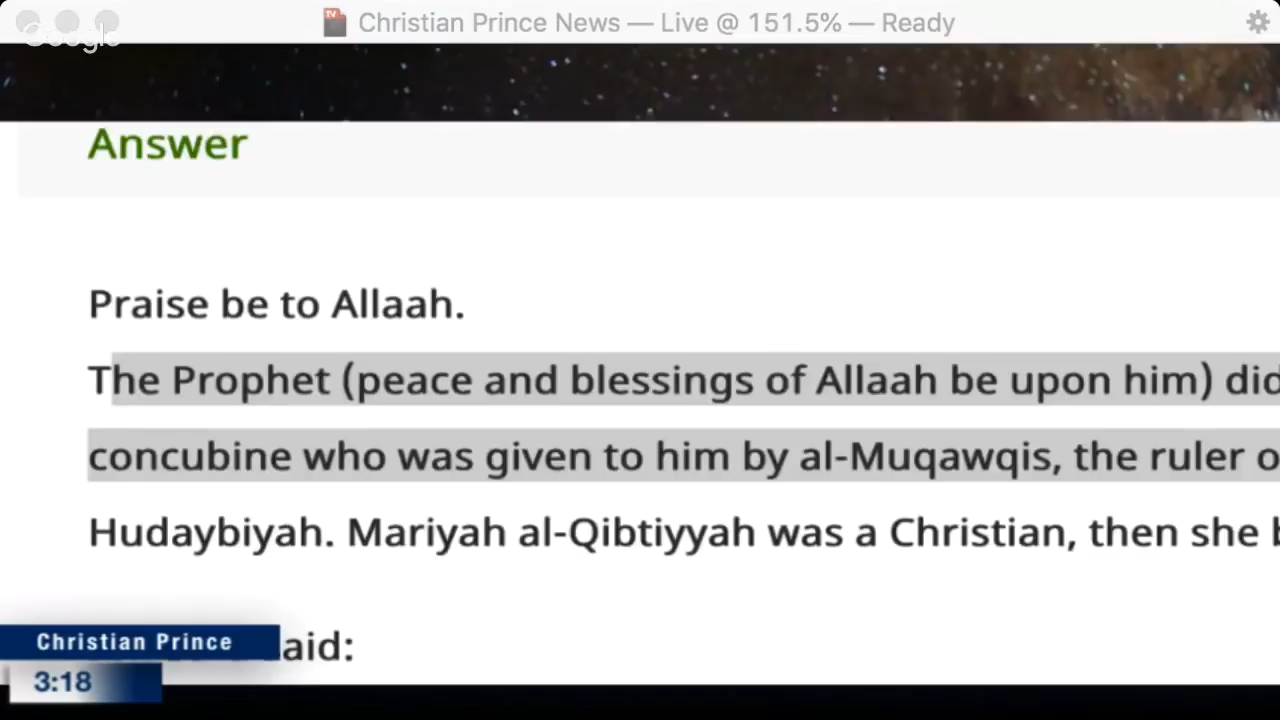 Christian Prince News — Live @ 151.5% — Ready
Google
Answer
Praise be to Allaah.
The Prophet (peace and blessings of Allaah be upon him) did
concubine who was given to him by al-Muqawqis, the ruler o
Hudaybiyah. Mariyah al-Qibtiyyah was a Christian, then she b
aid:
Christian Prince
3:18